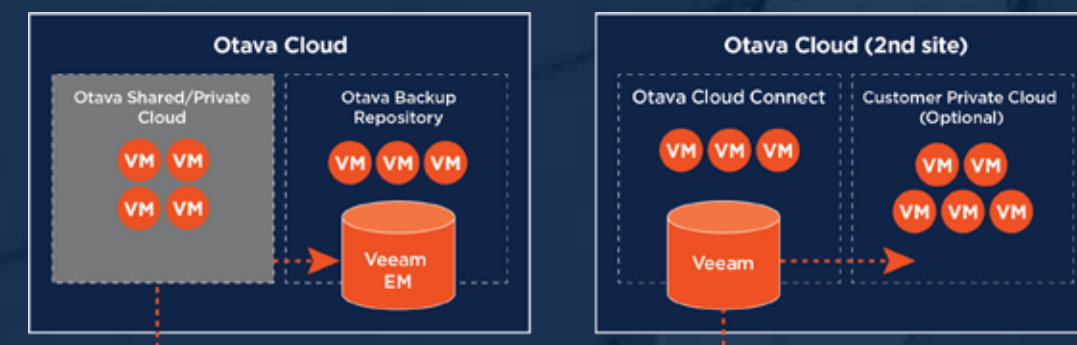 Otava Cloud
Otava Shared/Private
Cloud
VM VM
VM VM
Otava Backup
Repository
VM VM VM
Veeam
EM
Otava Cloud (2nd site)
Otava Cloud Connect
VM VM VM
Veeam
Customer Private Cloud
(Optional)
VM VM
VM VM VM